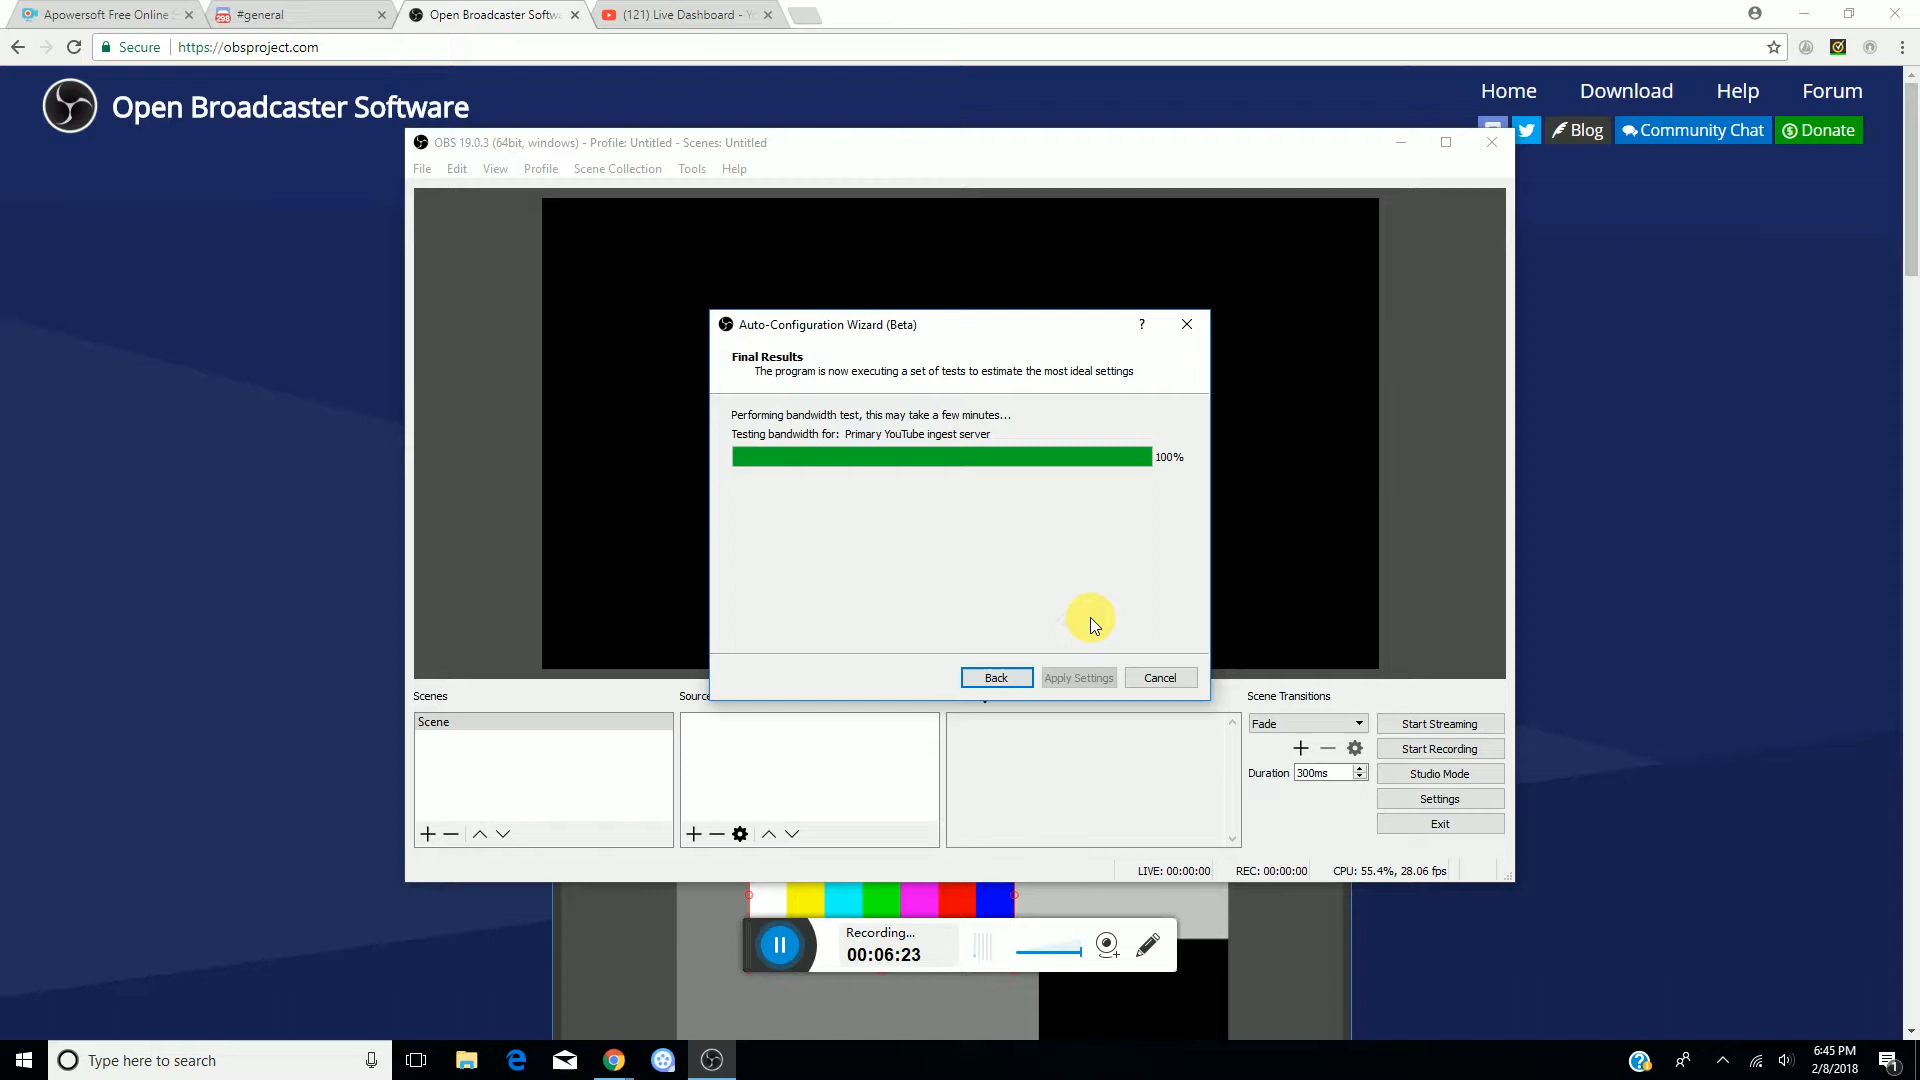 Apowersoft Free Online
298
#general
Open Broadcaster Softwa
(121) Live Dashboard - Yo
Secure
https://obsproject.com
Open Broadcaster Software
Home
Download
Help
Forum
Blog
Community Chat
Donate
OBS 19.0.3 (64bit, windows) - Profile: Untitled - Scenes: Untitled
File
Edit
View
Profile
Scene Collection
Tools
Help
Auto-Configuration Wizard (Beta)
?
Final Results
The program is now executing a set of tests to estimate the most ideal settings
Performing bandwidth test, this may take a few minutes...
Testing bandwidth for: Primary YouTube ingest server
100%
Back
Apply Settings
Cancel
Scenes
Sourc
Scene Transitions
Scene
Fade
Duration
300ms
Start Streaming
Start Recording
Studio Mode
Settings
Exit
LIVE: 00:00:00
REC: 00:00:00
CPU: 55.4%, 28.06 fps
Recording...
00:06:23
Type here to search
6:45 PM
2/8/2018
1